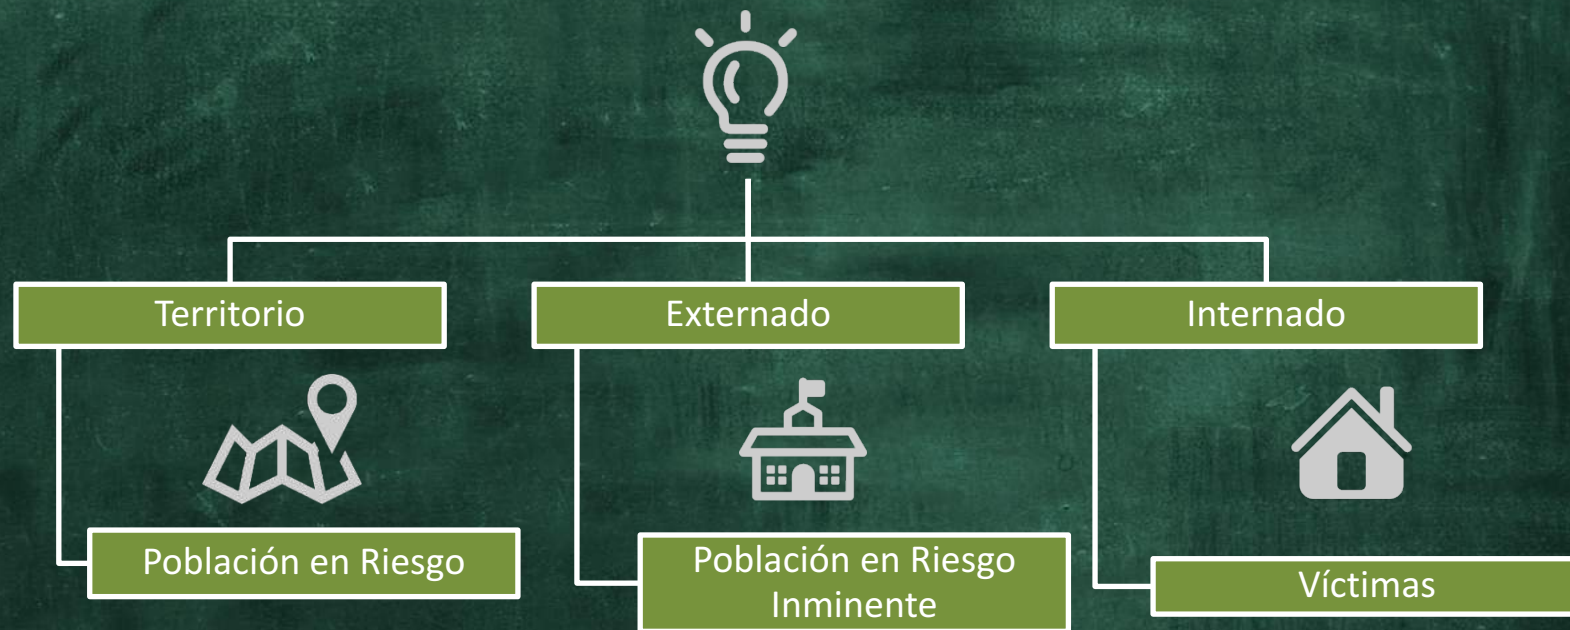 Territorio
Externado
Internado
Población en Riesgo
Población en Riesgo
Inminente
Víctimas